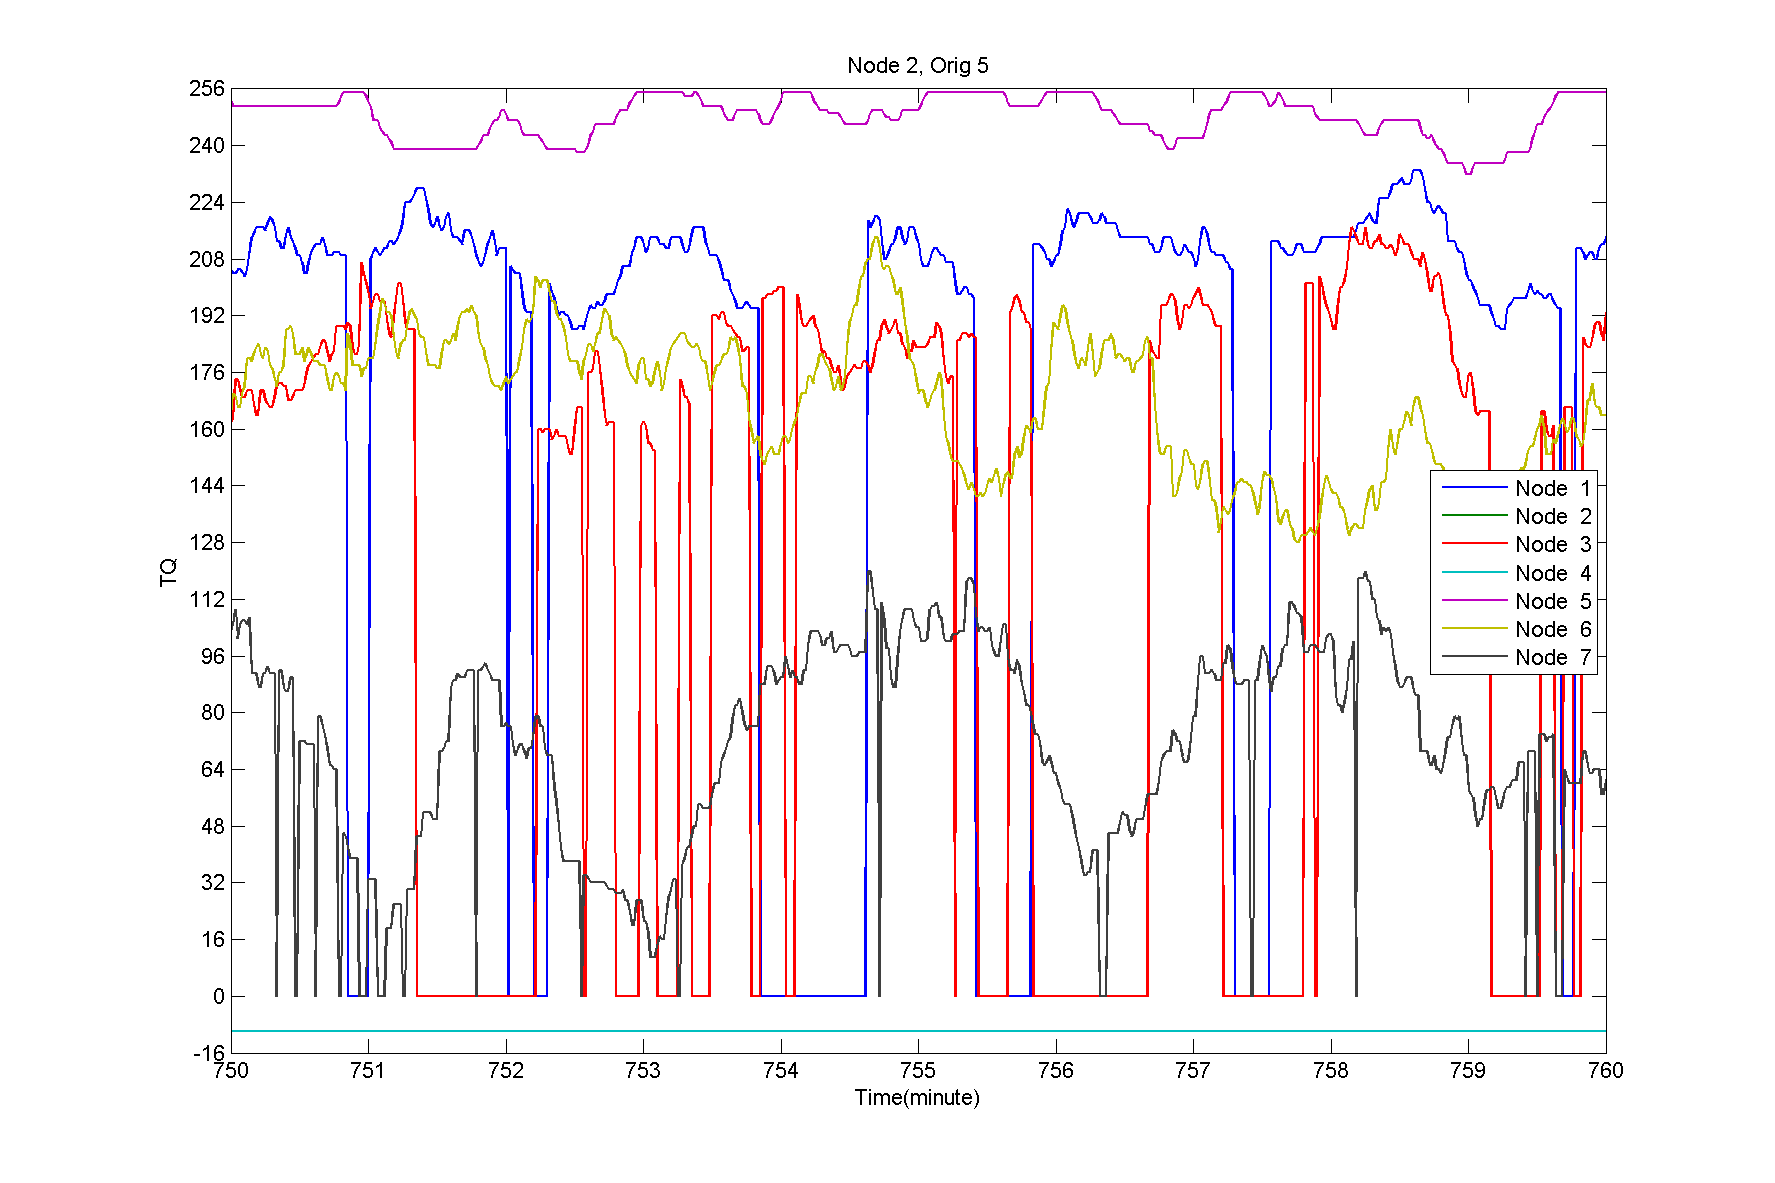 Node 2, Orig 5
256
240
224
208
192
176
160
144
128
112
96
80
64
48
32
16
0
-16
TQ
750 751 752 753 754 755 756 757 758 759 760
Time(minute)
Node 1
Node 2
Node 3
Node 4
Node 5
Node 6
Node 7